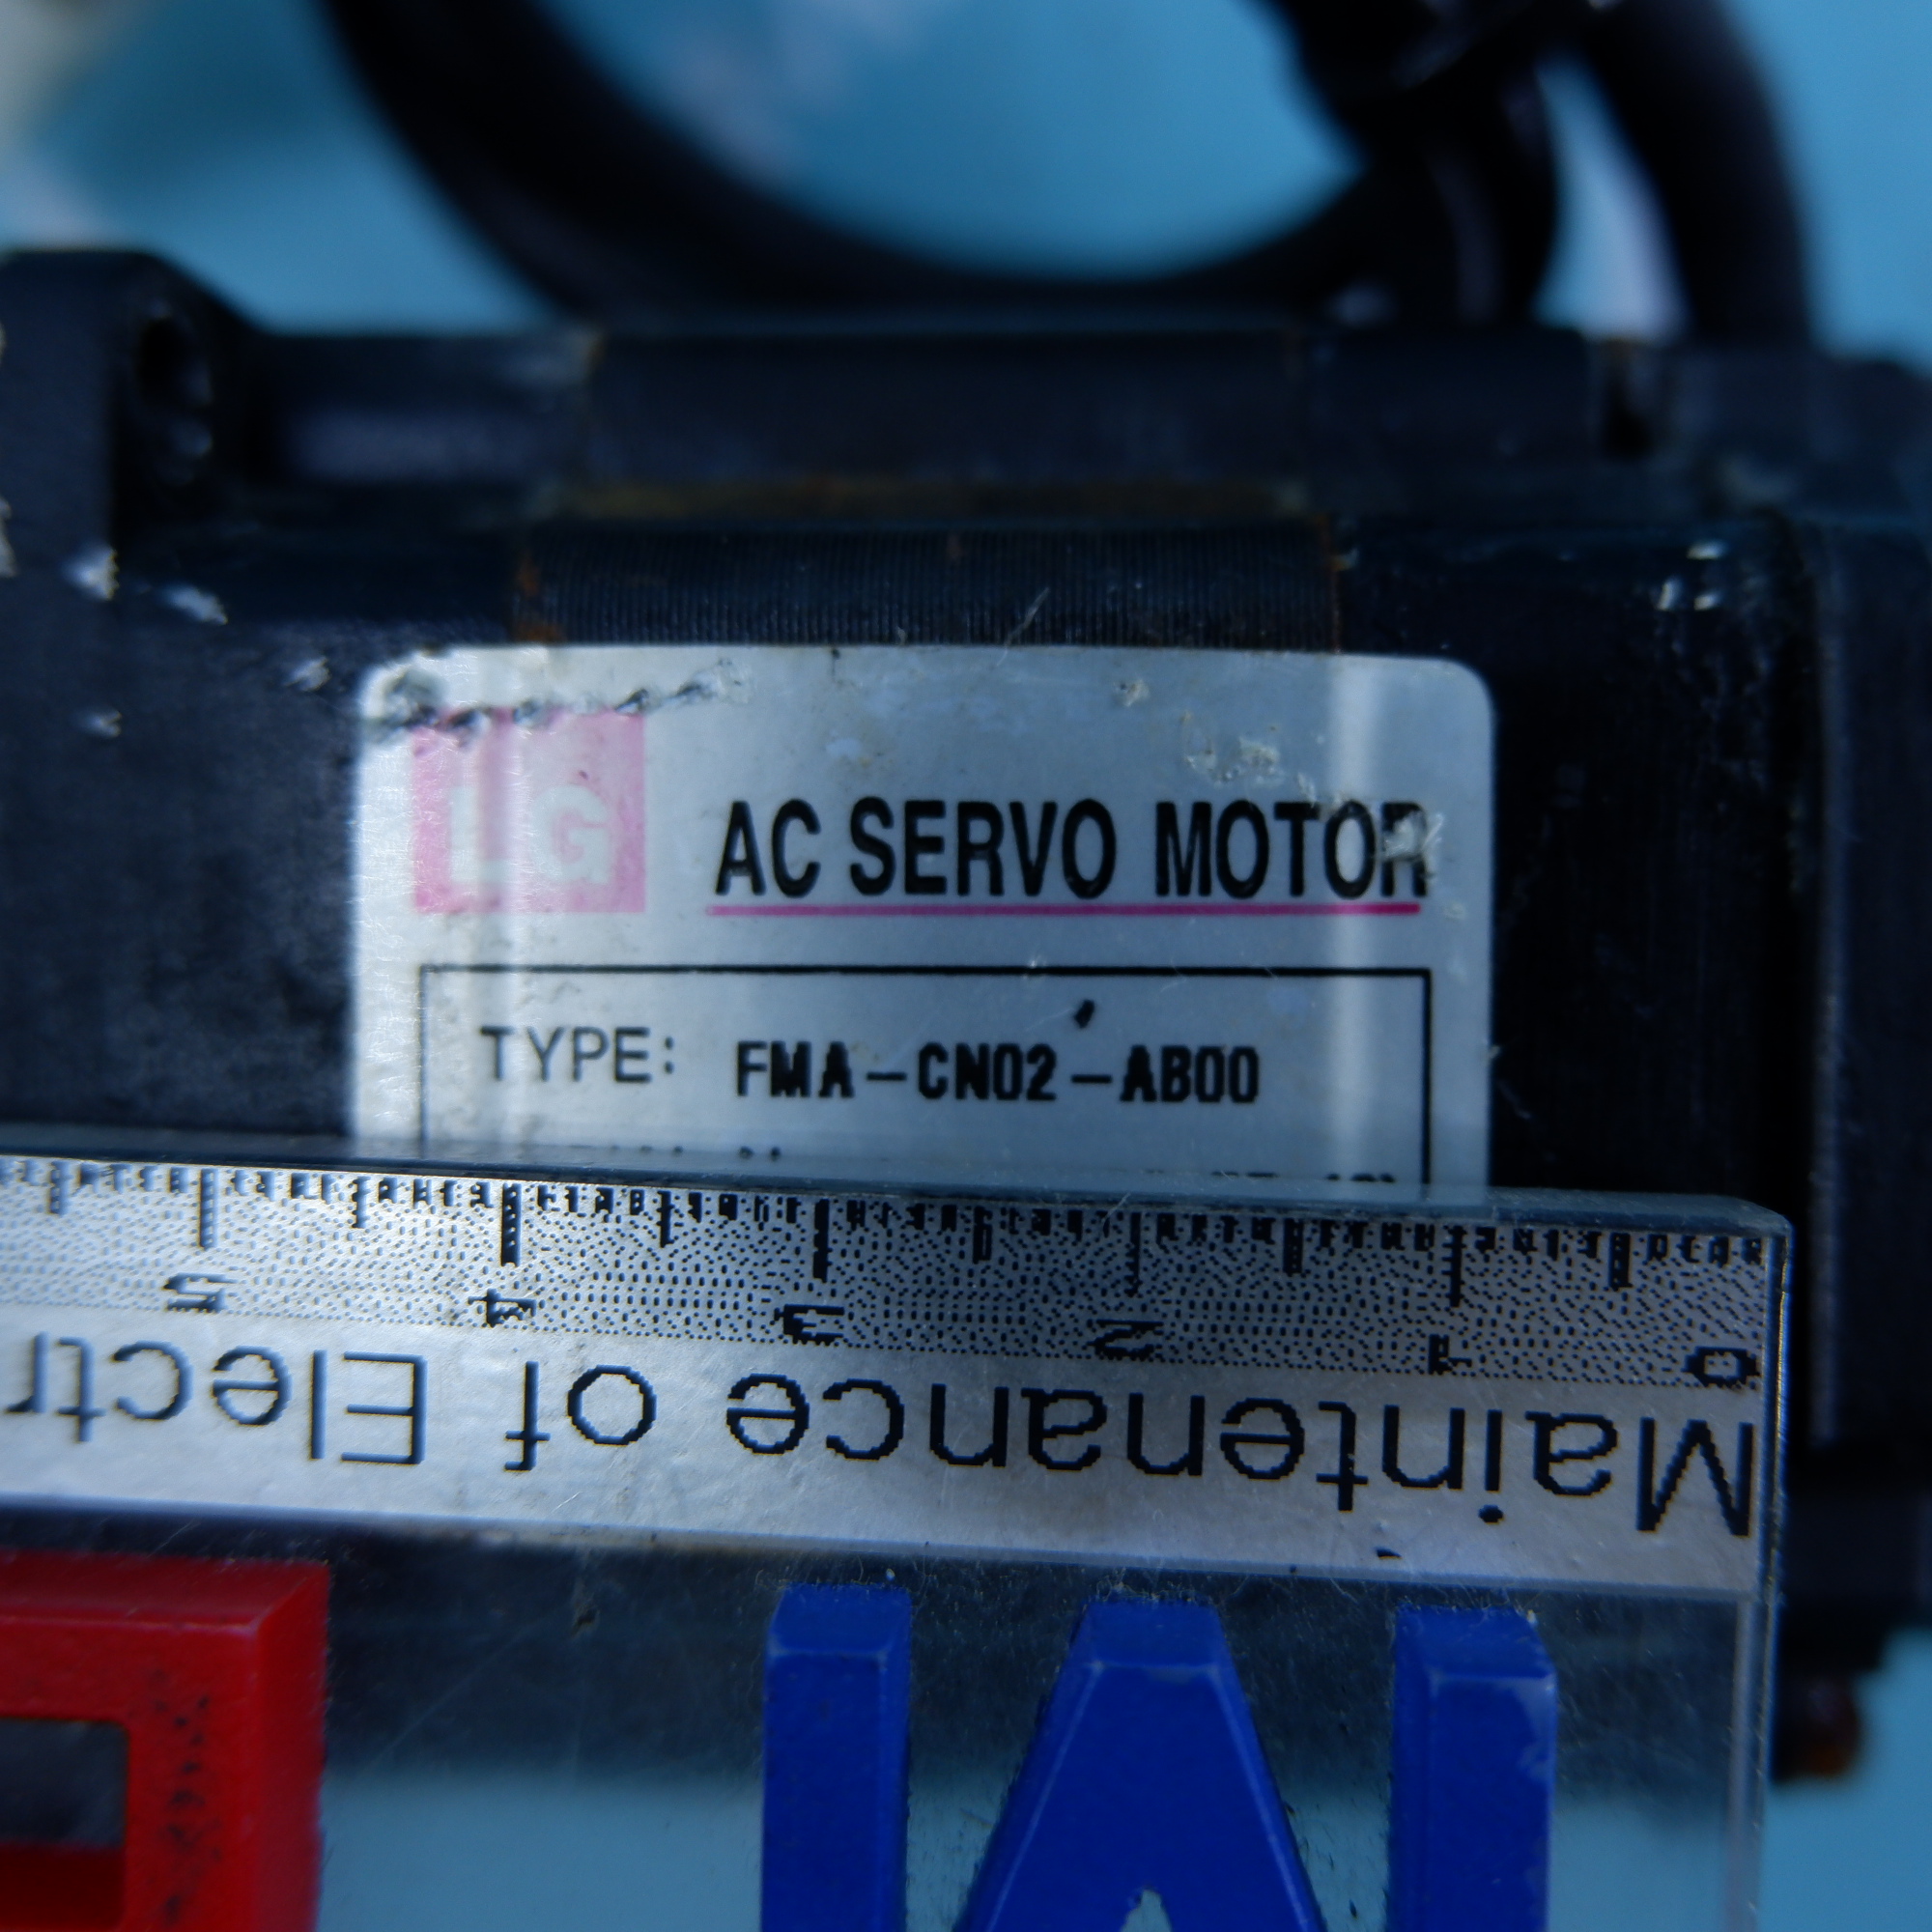 LG
AC SERVO MOTOR
TYPE: FMA-CN02-AB00
0 1 2 3 4 5
Maintenance of Electr
M